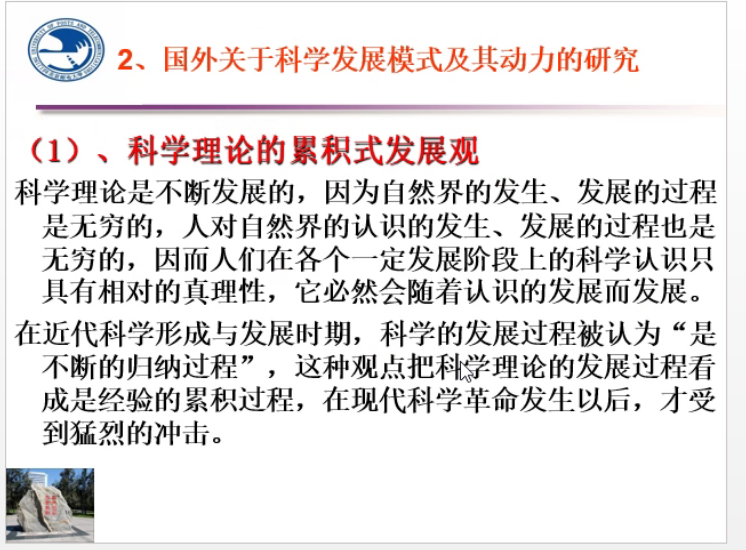 2、国外关于科学发展模式及其动力的研究
（1）、科学理论的累积式发展观
科学理论是不断发展的，因为自然界的发生、发展的过程
是无穷的，人对自然界的认识的发生、发展的过程也是
无穷的，因而人们在各个一定发展阶段上的科学认识只
具有相对的真理性，它必然会随着认识的发展而发展。
在近代科学形成与发展时期，科学的发展过程被认为“是
不断的归纳过程”，这种观点把科学理论的发展过程看
成是经验的累积过程，在现代科学革命发生以后，才受
到猛烈的冲击。